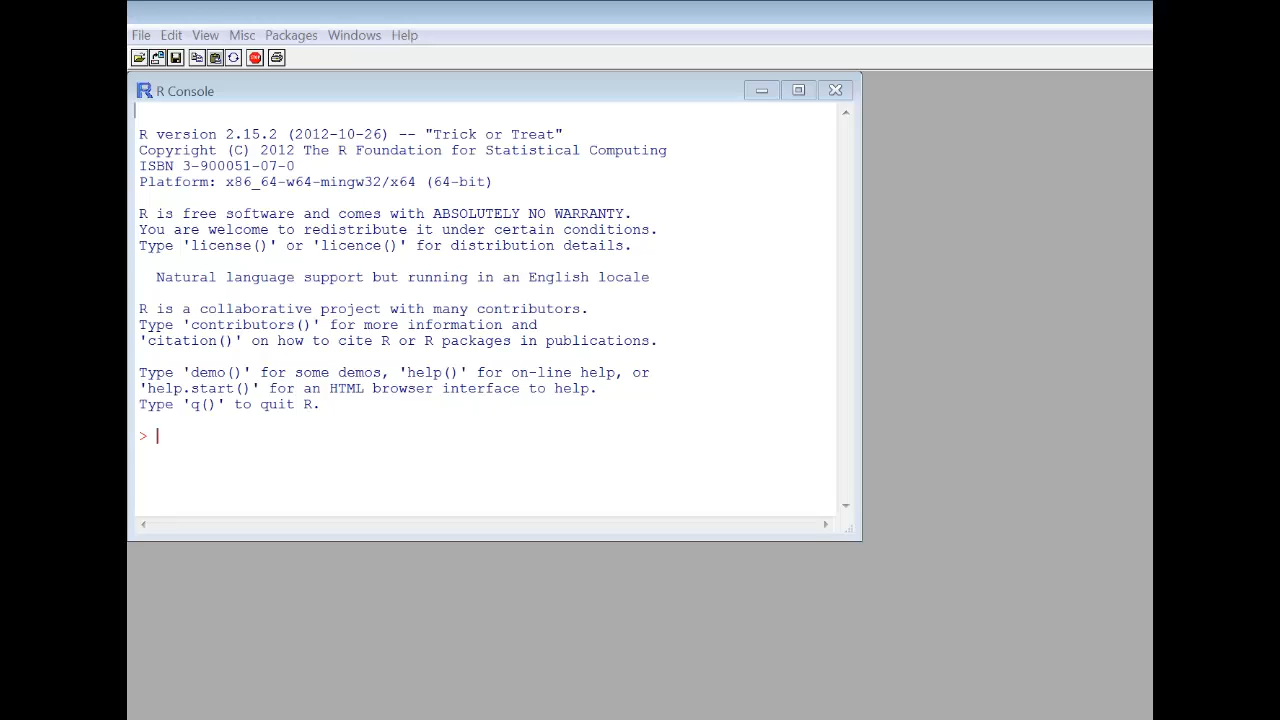 File Edit View Misc Packages Windows Help
STOP
R R Console
R version 2.15.2 (2012-10-26) -- "Trick or Treat"
Copyright (C) 2012 The R Foundation for Statistical Computing
ISBN 3-900051-07-0
Platform: x86_64-w64-mingw32/x64 (64-bit)
R is free software and comes with ABSOLUTELY NO WARRANTY.
You are welcome to redistribute it under certain conditions.
Type 'license()' or 'licence()' for distribution details.
Natural language support but running in an English locale
R is a collaborative project with many contributors.
Type 'contributors()' for more information and
'citation()' on how to cite R or R packages in publications.
Type 'demo()' for some demos, 'help()' for on-line help, or
'help.start()' for an HTML browser interface to help.
Type 'q()' to quit R.
>